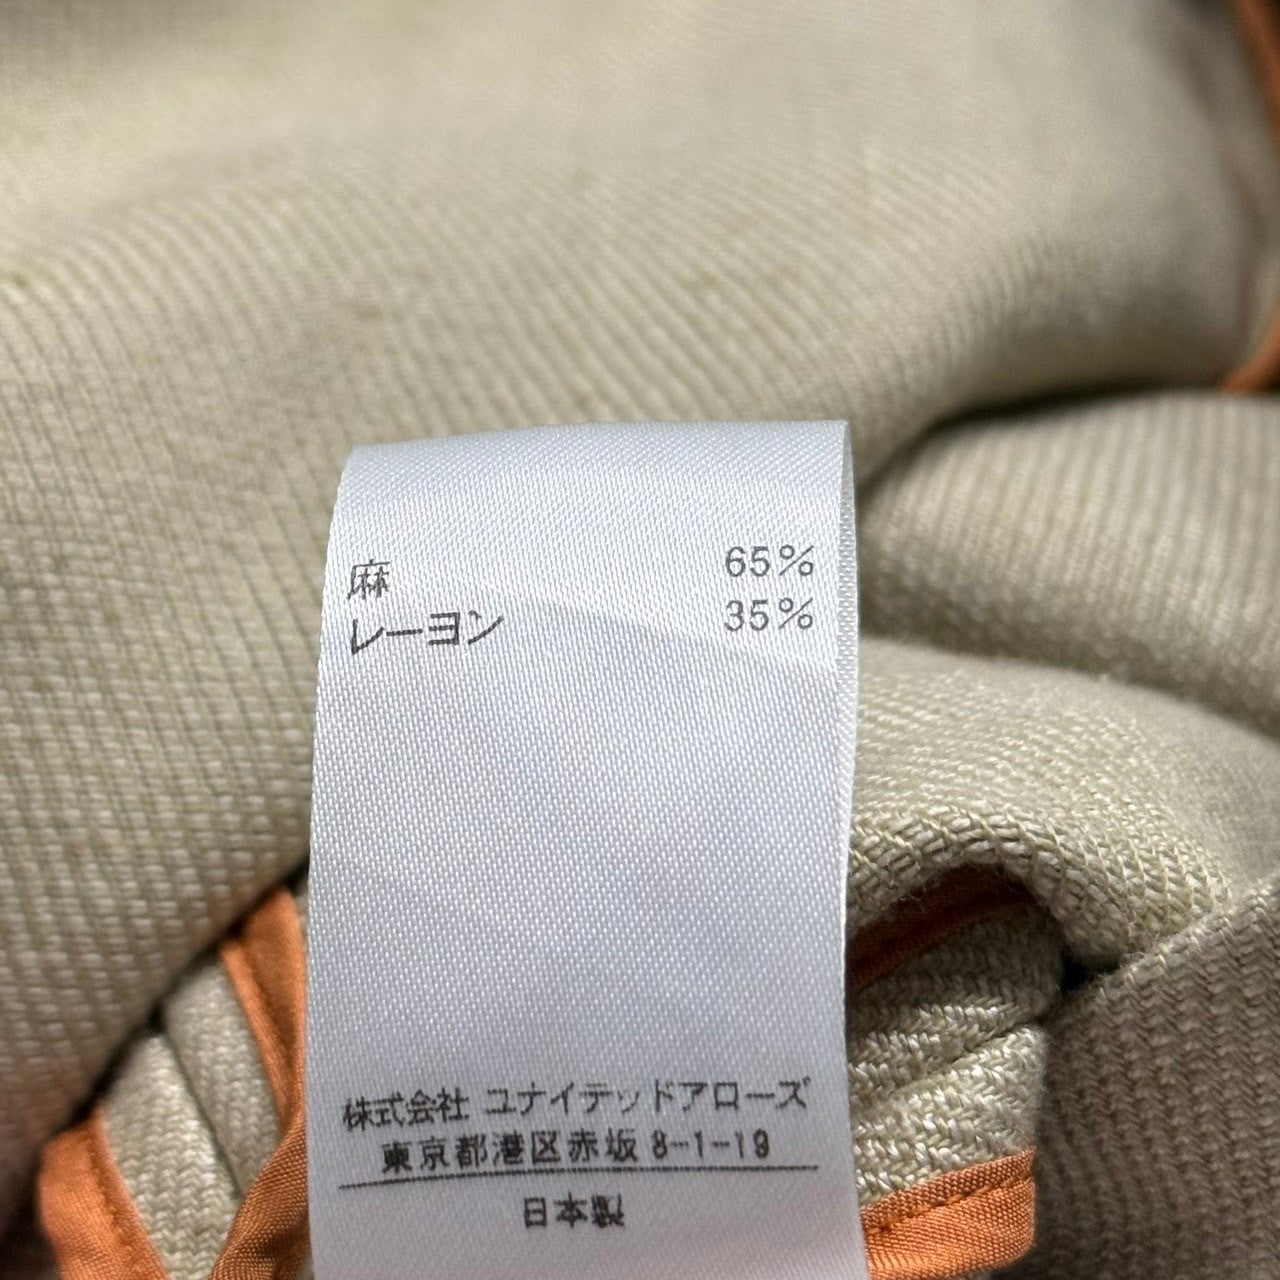 麻 65%
レーヨン 35%
株式会社 ユナイテッドアローズ
東京都港区赤坂 8-1-19
日本製